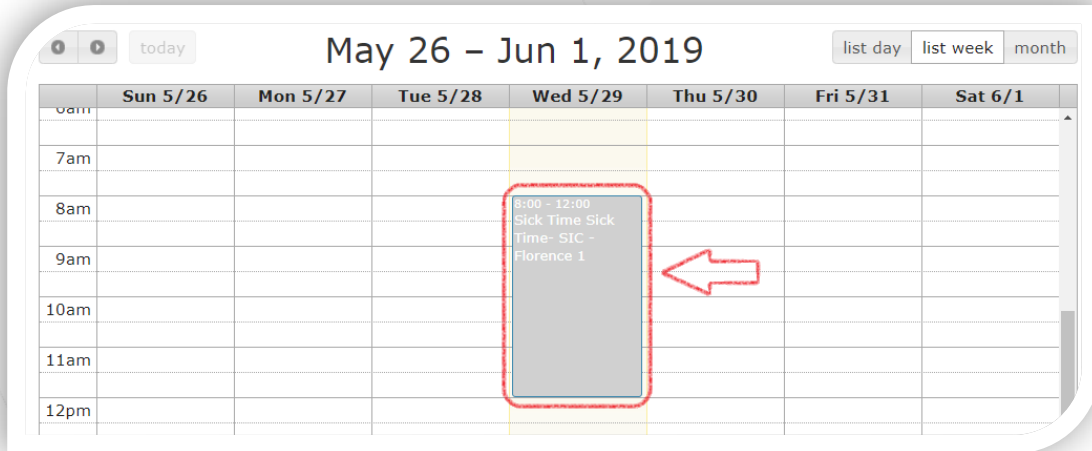 today
May 26 – Jun 1, 2019
list day list week month
Sun 5/26 Mon 5/27 Tue 5/28 Wed 5/29 Thu 5/30 Fri 5/31 Sat 6/1
6am
7am
8am
8:00 - 12:00
Sick Time Sick
Time- SIC -
Florence 1
9am
10am
11am
12pm